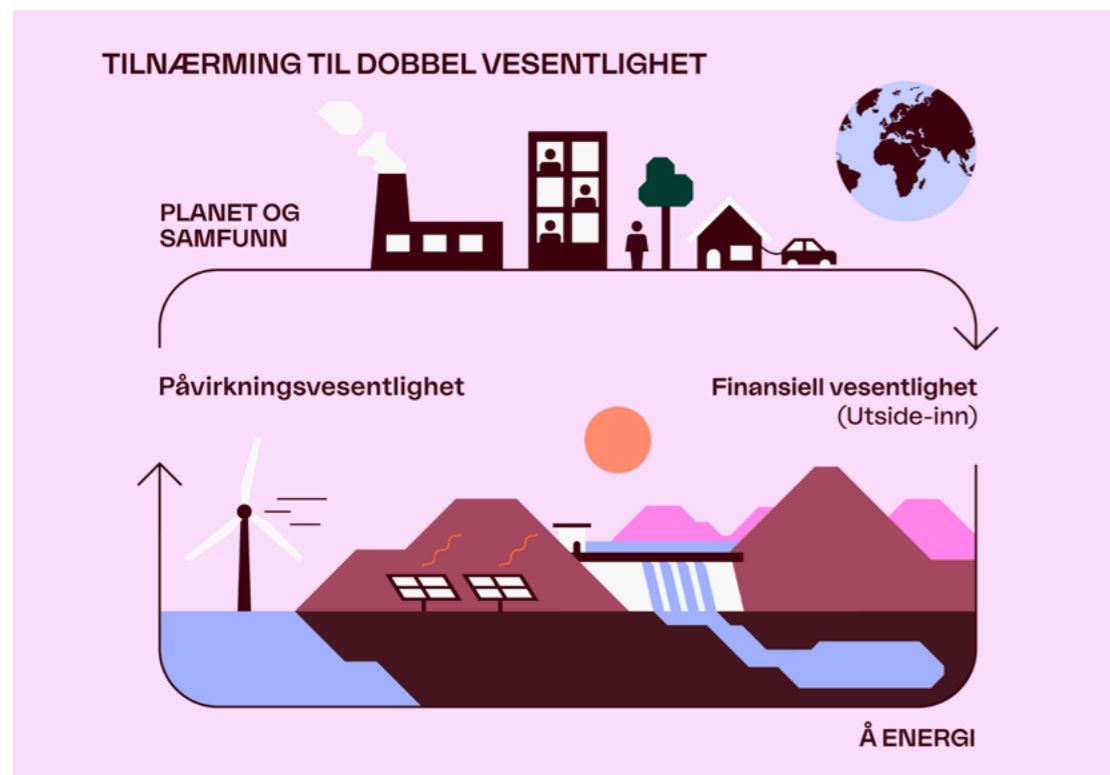 TILNÆRMING TIL DOBBEL VESENTLIGHET
PLANET OG
SAMFUNN
Påvirkningsvesentlighet
Finansiell vesentlighet
(Utside-inn)
Å ENERGI